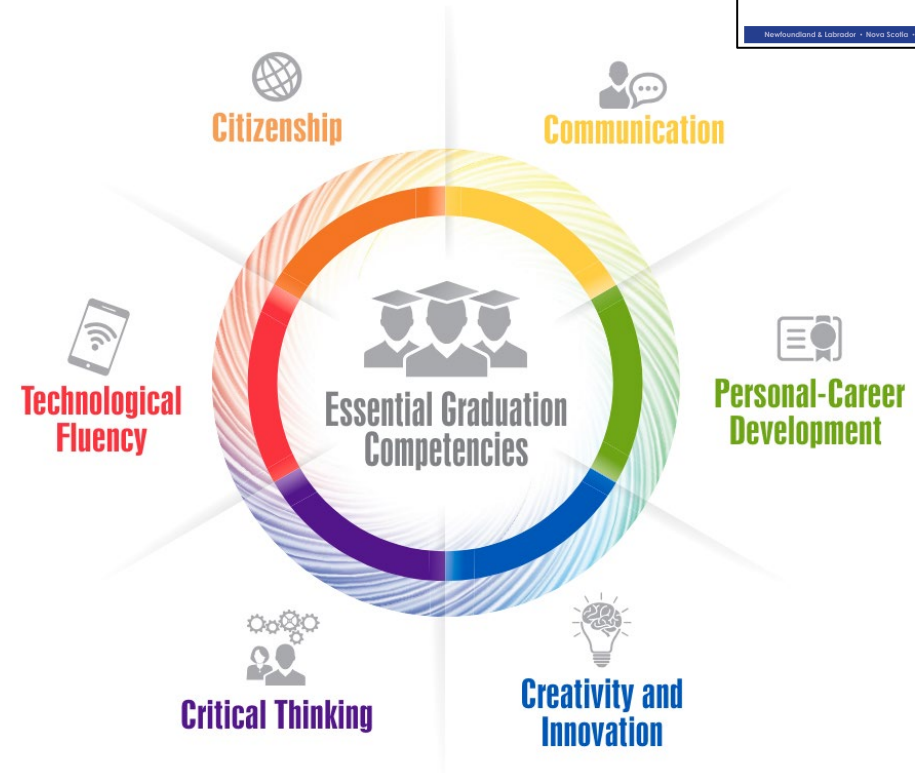 Newfoundland & Labrador • Nova Scotia •
Citizenship
Communication
Technological
Fluency
Essential Graduation
Competencies
Personal-Career
Development
Critical Thinking
Creativity and
Innovation